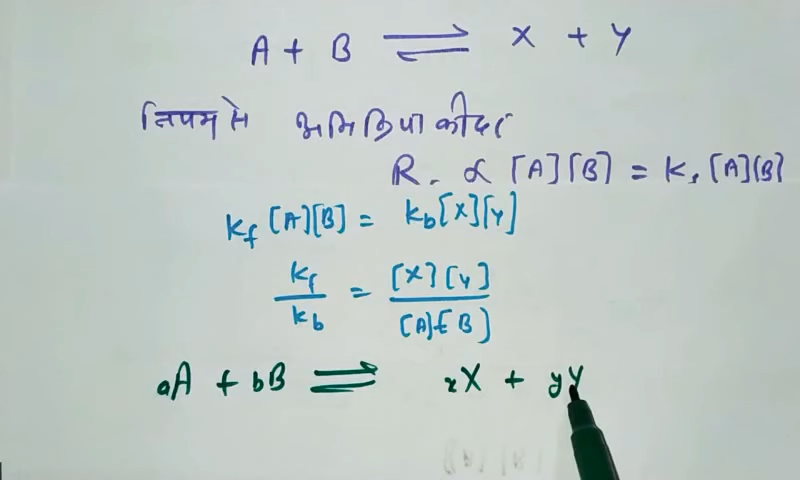 A + B ⇌ X + Y
नियम से अभिक्रिया की दर
R, ∝ [A][B] = K, [A][B]
Kf [A][B] = Kb[X][Y]
Kf/Kb = [X][Y]/[A][B]
aA + bB ⇌ xX + yY